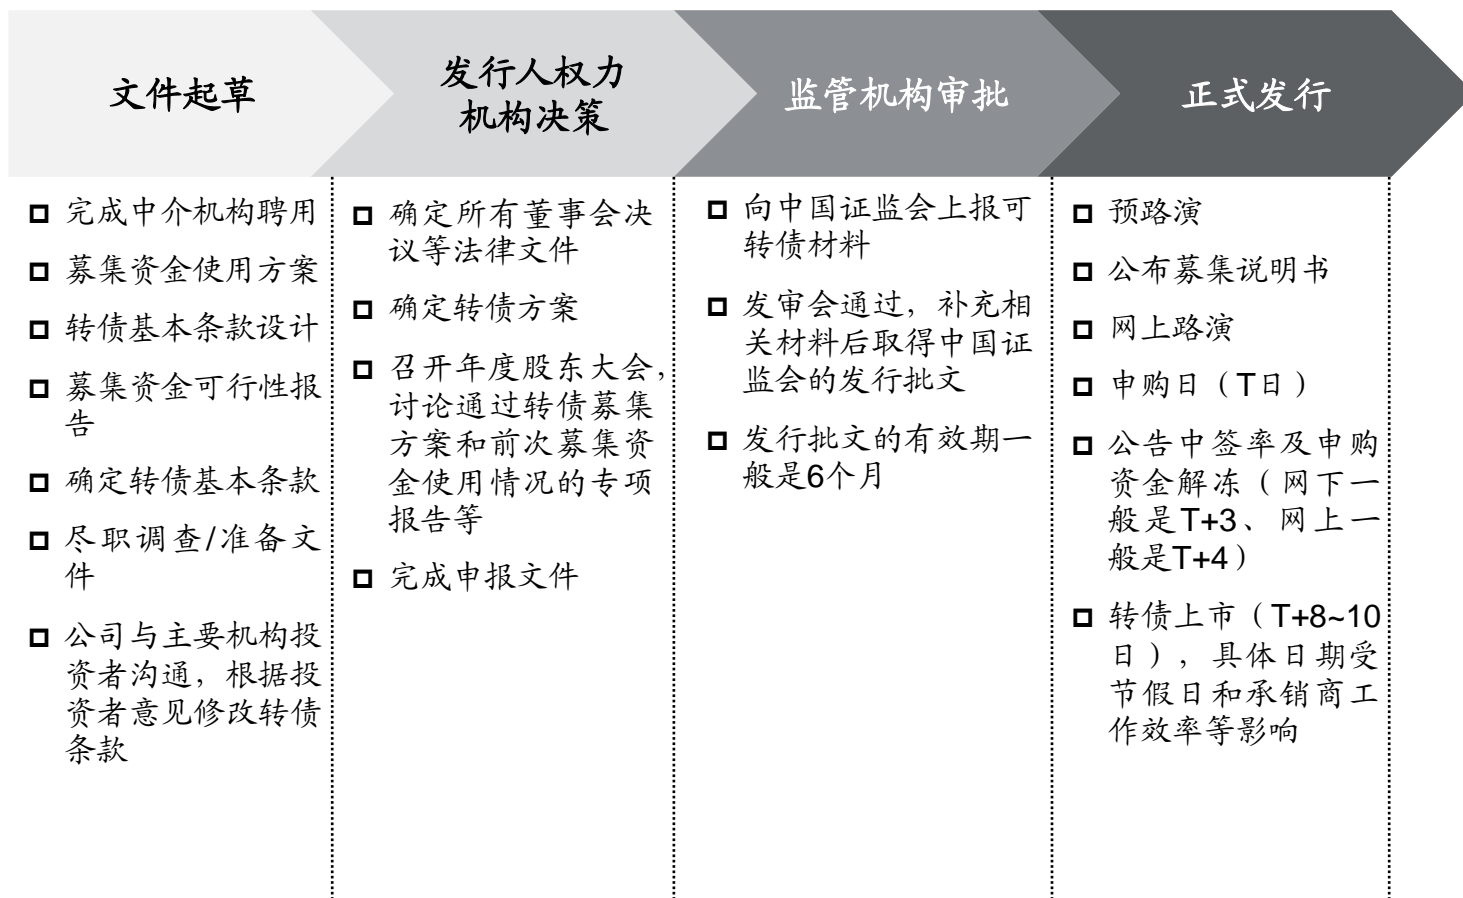 文件起草
发行人权力
机构决策
监管机构审批
正式发行
完成中介机构聘用
募集资金使用方案
转债基本条款设计
募集资金可行性报
告
确定转债基本条款
尽职调查/准备文
件
公司与主要机构投
资者沟通，根据投
资者意见修改转债
条款
确定所有董事会决
议等法律文件
确定转债方案
召开年度股东大会，
讨论通过转债募集
方案和前次募集资
金使用情况的专项
报告等
完成申报文件
向中国证监会上报可
转债材料
发审会通过，补充相
关材料后取得中国证
监会的发行批文
发行批文的有效期一
般是6个月
预路演
公布募集说明书
网上路演
申购日（T日）
公告中签率及申购
资金解冻（网下一
般是T+3、网上一
般是T+4）
转债上市（T+8~10
日），具体日期受
节假日和承销商工
作效率等影响